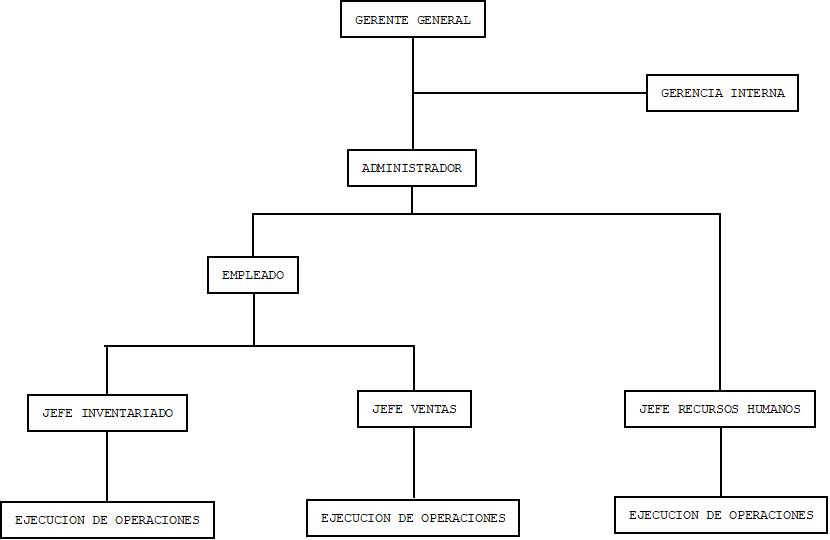 GERENTE GENERAL
GERENCIA INTERNA
ADMINISTRADOR
EMPLEADO
JEFE INVENTARIADO
JEFE VENTAS
JEFE RECURSOS HUMANOS
EJECUCION DE OPERACIONES
EJECUCION DE OPERACIONES
EJECUCION DE OPERACIONES